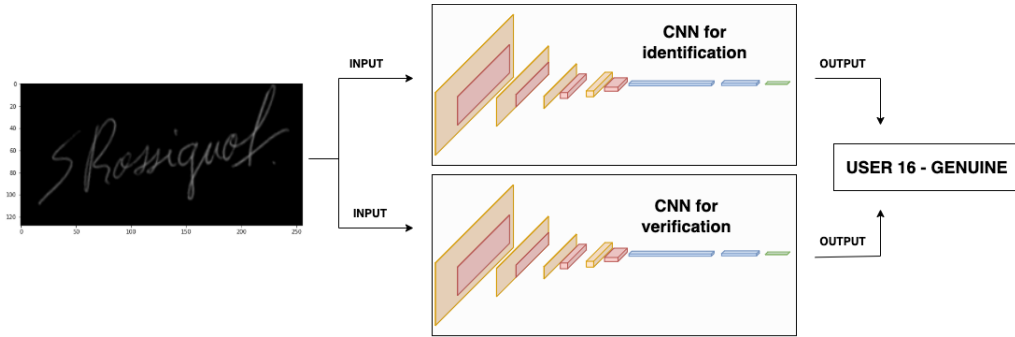 CNN for
identification
INPUT
OUTPUT
0
20
40
60
80
100
120
0
50
100
150
200
250
S Rossignol.
USER 16 - GENUINE
INPUT
CNN for
verification
OUTPUT